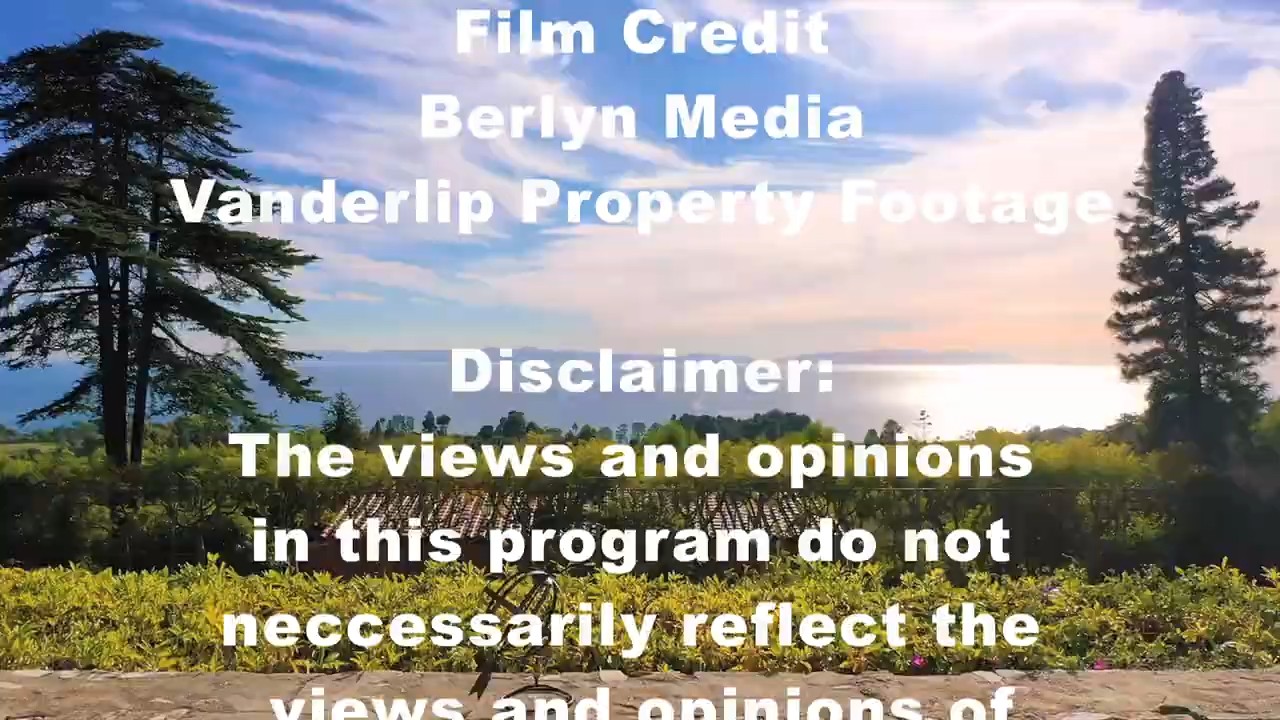 Film Credit
Berlyn Media
Vanderlip Property Footage
Disclaimer:
The views and opinions
in this program do not
neccessarily reflect the
views and opinions of